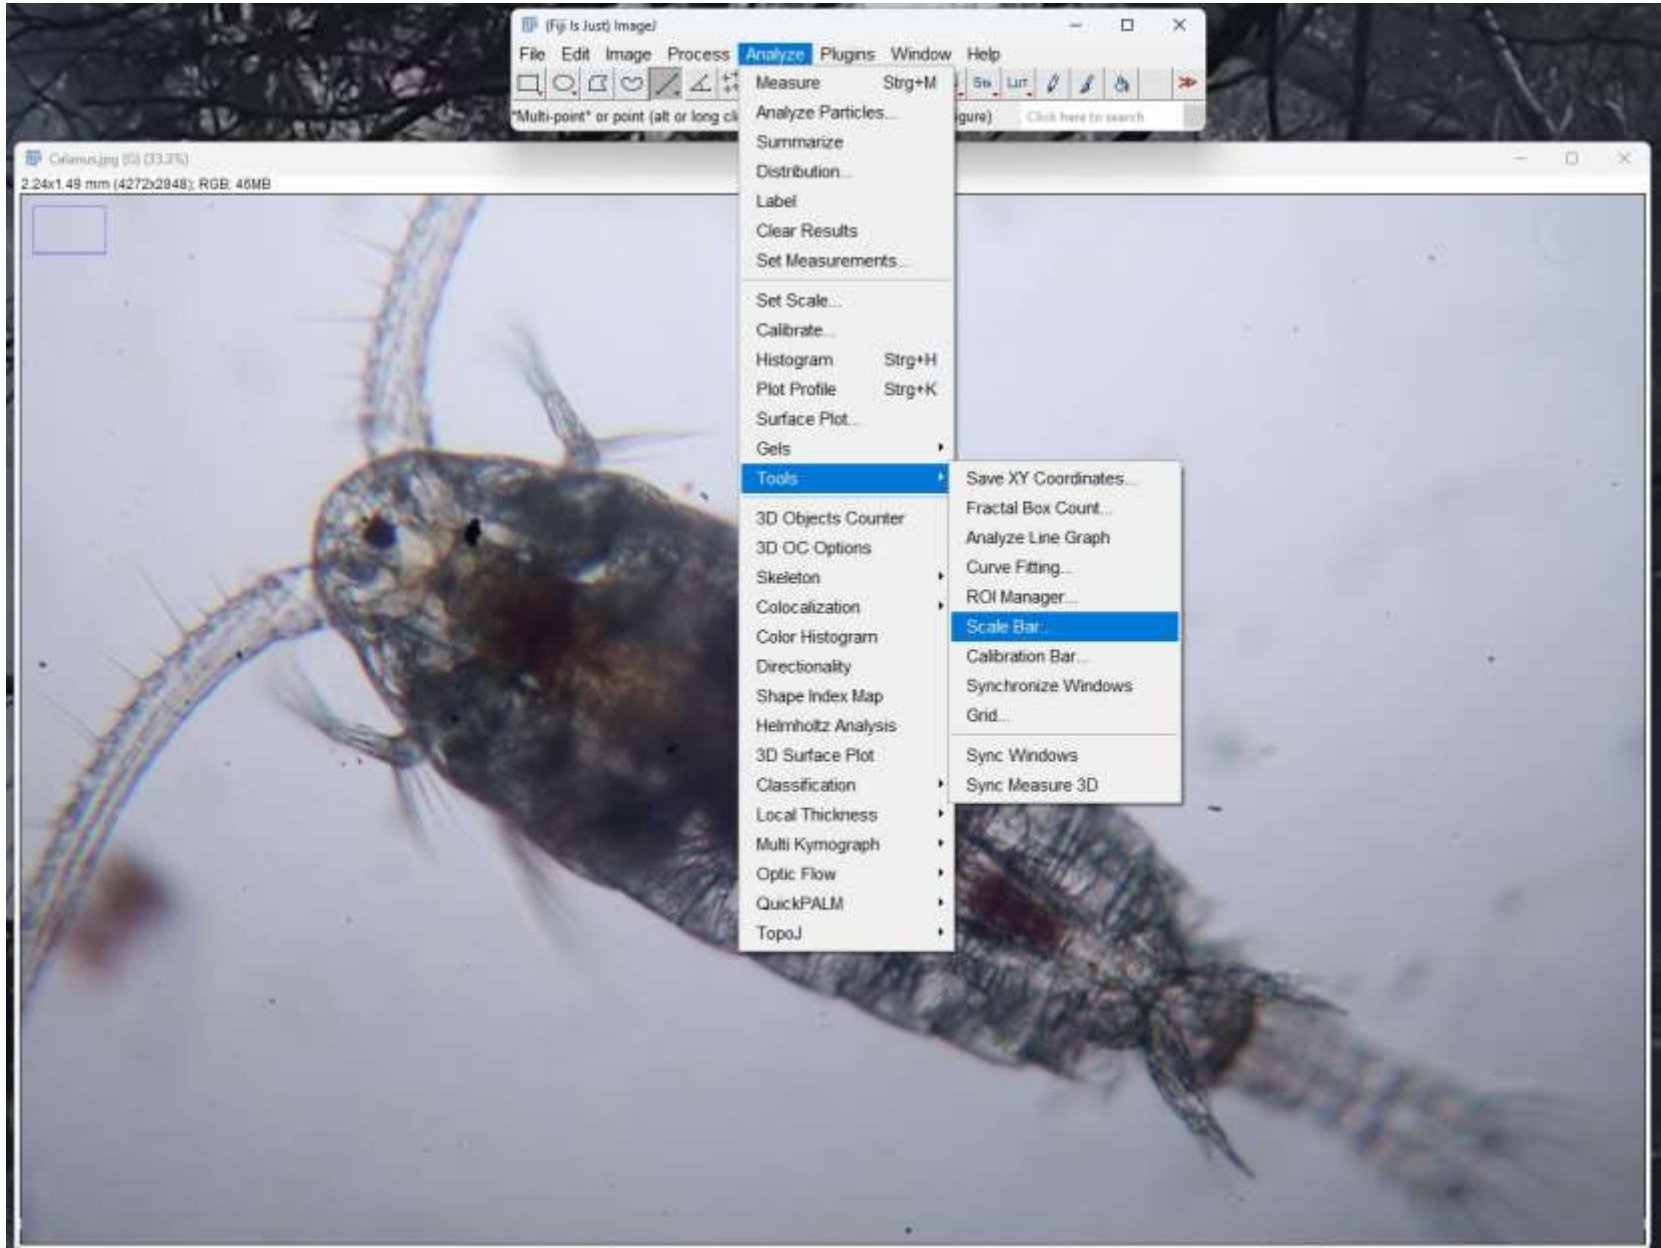 (Fiji Is Just) ImageJ
File Edit Image Process Analyze Plugins Window Help
LUT
"Multi-point" or point (alt or long cli
gure) Click here to search
Calanus.jpg (G) (33.3%)
2.24x1.49 mm (4272x2848); RGB; 46MB
Measure Strg+M
Analyze Particles...
Summarize
Distribution...
Label
Clear Results
Set Measurements...
Set Scale...
Calibrate...
Histogram Strg+H
Plot Profile Strg+K
Surface Plot...
Gels
Tools
3D Objects Counter
3D OC Options
Skeleton
Colocalization
Color Histogram
Directionality
Shape Index Map
Helmholtz Analysis
3D Surface Plot
Classification
Local Thickness
Multi Kymograph
Optic Flow
QuickPALM
TopoJ
Save XY Coordinates...
Fractal Box Count...
Analyze Line Graph
Curve Fitting...
ROI Manager...
Scale Bar...
Calibration Bar...
Synchronize Windows
Grid...
Sync Windows
Sync Measure 3D